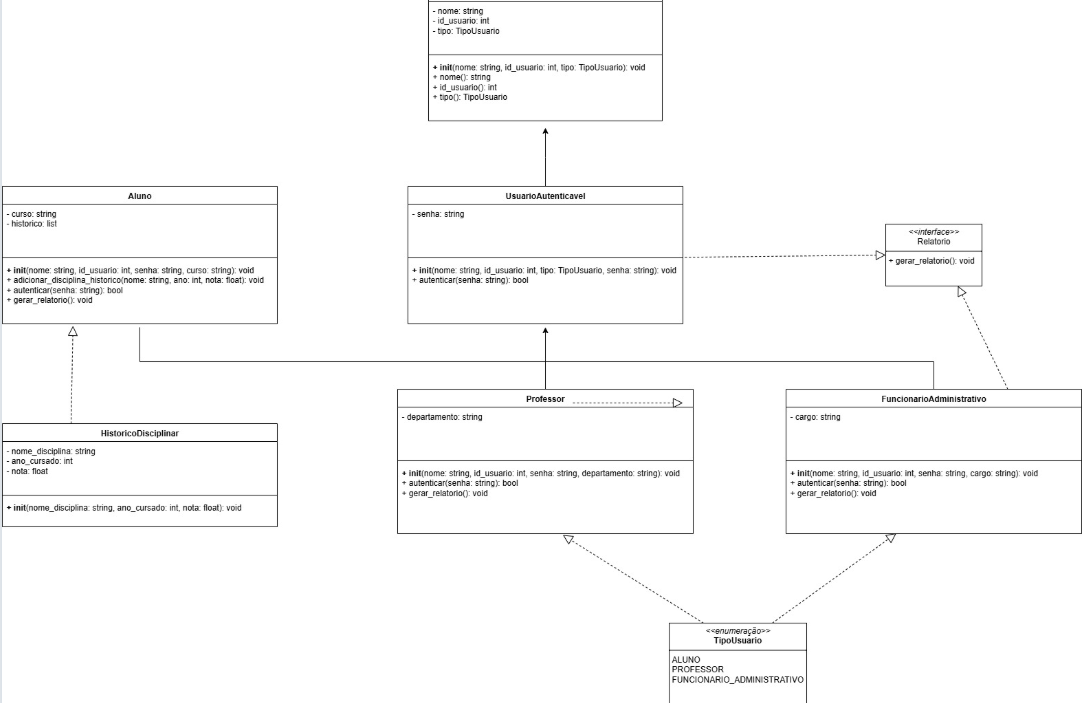 - nome: string
- id_usuario: int
- tipo: TipoUsuario
+ init(nome: string, id_usuario: int, tipo: TipoUsuario): void
+ nome(): string
+ id_usuario(): int
+ tipo(): TipoUsuario
Aluno
- curso: string
- historico: list
+ init(nome: string, id_usuario: int, senha: string, curso: string): void
+ adicionar_disciplina_historico(nome: string, ano: int, nota: float): void
+ autenticar(senha: string): bool
+ gerar_relatorio(): void
UsuarioAutenticavel
- senha: string
+ init(nome: string, id_usuario: int, tipo: TipoUsuario, senha: string): void
+ autenticar(senha: string): bool
<<interface>>
Relatorio
+ gerar_relatorio(): void
HistoricoDisciplinar
- nome_disciplina: string
- ano_cursado: int
- nota: float
+ init(nome_disciplina: string, ano_cursado: int, nota: float): void
Professor
- departamento: string
+ init(nome: string, id_usuario: int, senha: string, departamento: string): void
+ autenticar(senha: string): bool
+ gerar_relatorio(): void
FuncionarioAdministrativo
- cargo: string
+ init(nome: string, id_usuario: int, senha: string, cargo: string): void
+ autenticar(senha: string): bool
+ gerar_relatorio(): void
<<enumeração>>
TipoUsuario
ALUNO
PROFESSOR
FUNCIONARIO_ADMINISTRATIVO